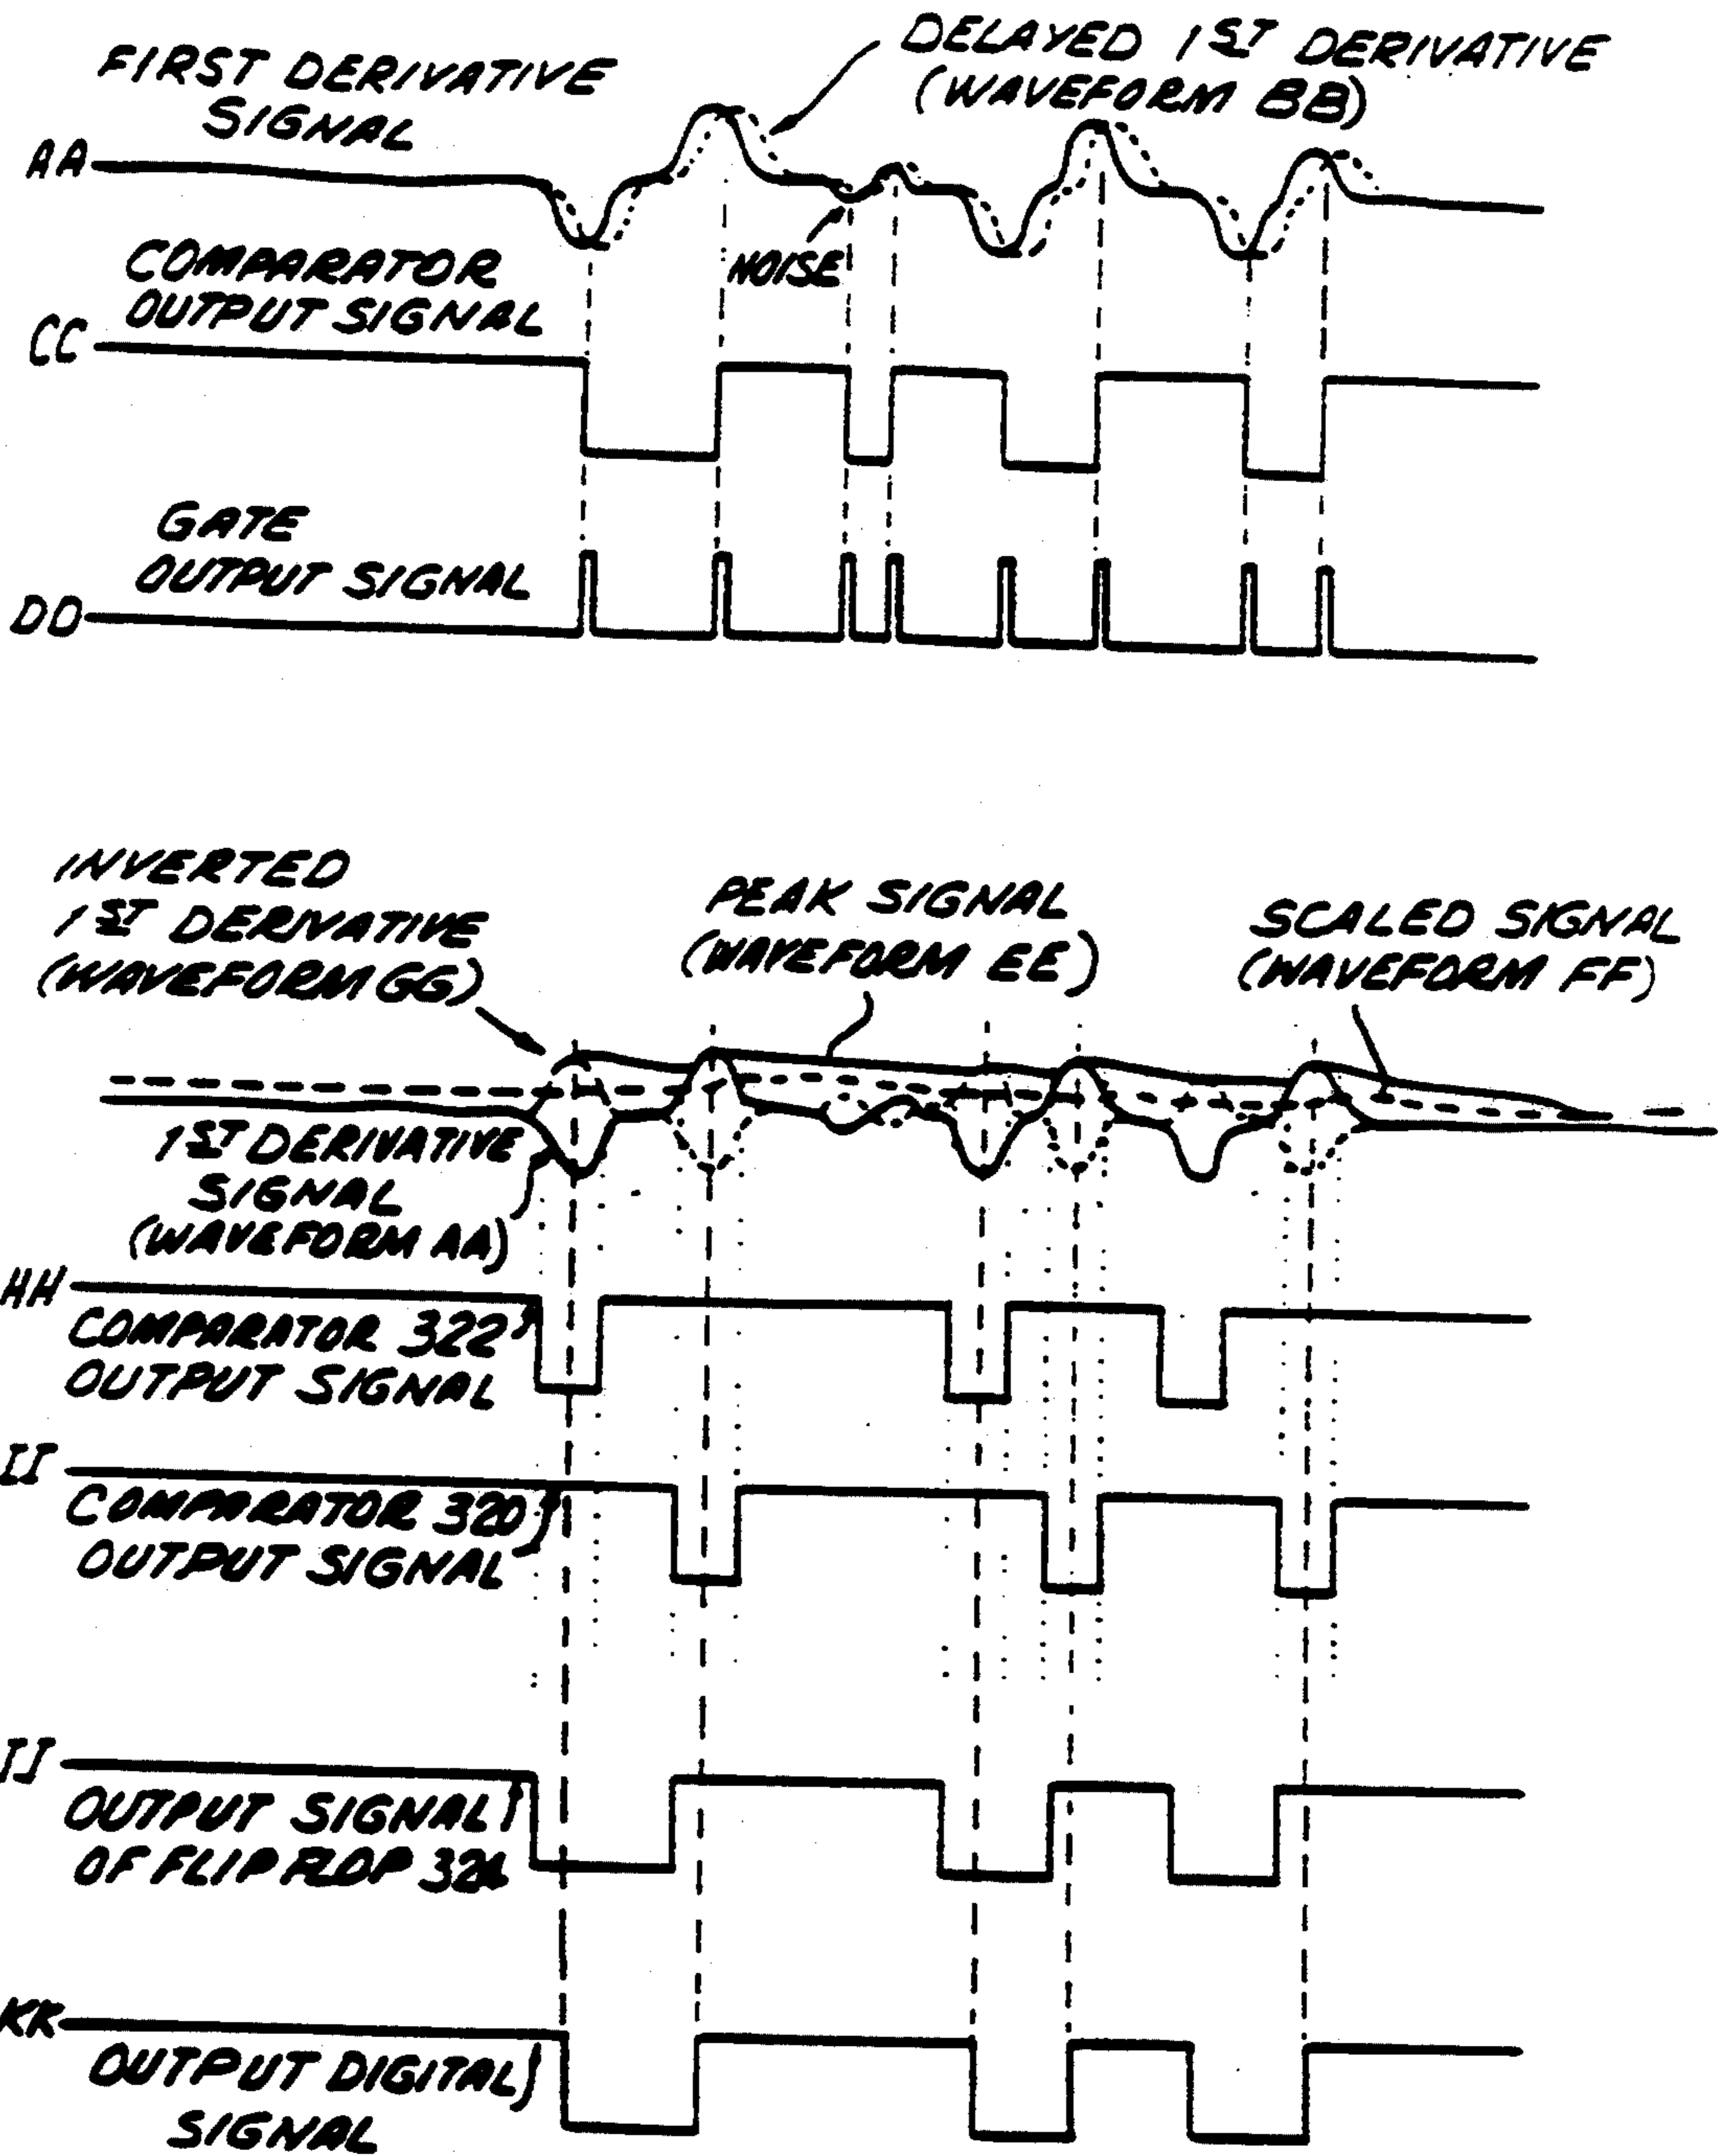 FIRST DERIVATIVE
SIGNAL
DELAYED 1ST DERIVATIVE
(WAVEFORM BB)
AA
NOISE
COMPARATOR
OUTPUT SIGNAL
CC
GATE
OUTPUT SIGNAL
DD
INVERTED
1ST DERIVATIVE
(WAVEFORM GG)
PEAK SIGNAL
(WAVEFORM EE)
SCALED SIGNAL
(WAVEFORM FF)
1ST DERIVATIVE
SIGNAL
(WAVEFORM AA)
HH
COMPARATOR 322
OUTPUT SIGNAL
II
COMPARATOR 320
OUTPUT SIGNAL
JJ
OUTPUT SIGNAL
OF FLIP FLOP
KK
OUTPUT DIGITAL
SIGNAL